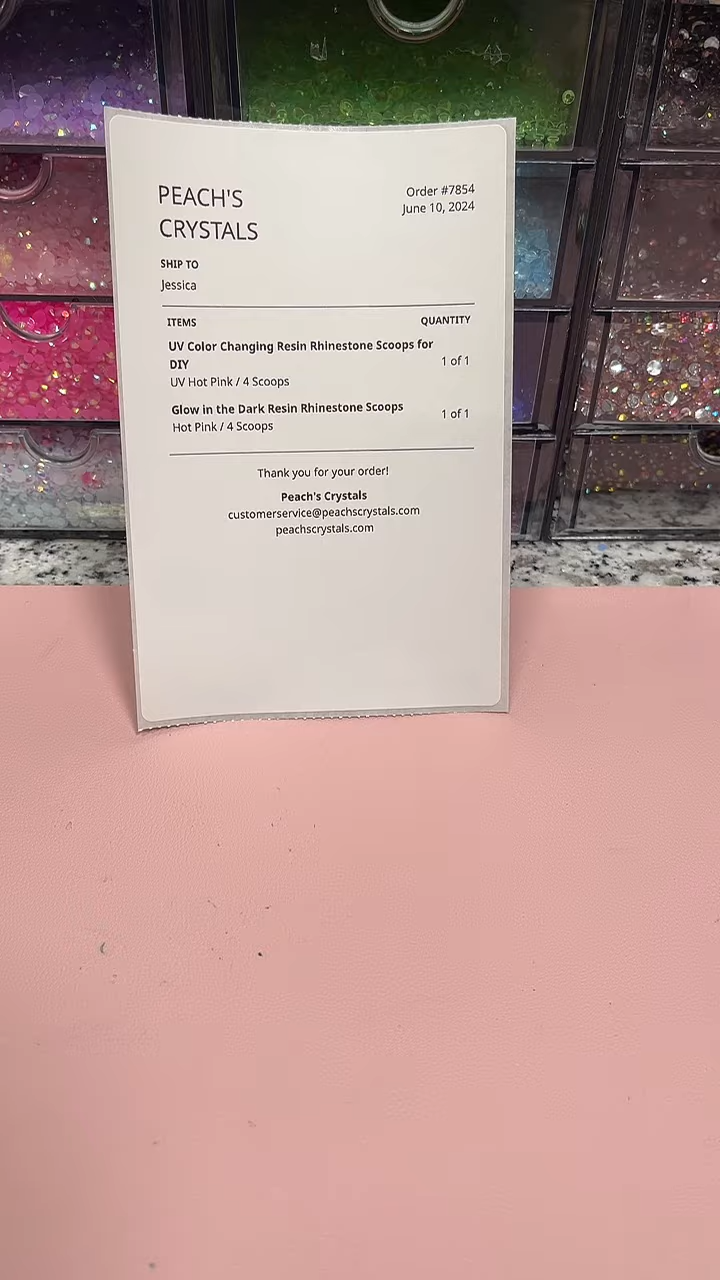 PEACH'S
CRYSTALS
Order #7854
June 10, 2024
SHIP TO
Jessica
ITEMS QUANTITY
UV Color Changing Resin Rhinestone Scoops for
DIY
1 of 1
UV Hot Pink / 4 Scoops
Glow in the Dark Resin Rhinestone Scoops
1 of 1
Hot Pink / 4 Scoops
Thank you for your order!
Peach's Crystals
customerservice@peachscrystals.com
peachscrystals.com